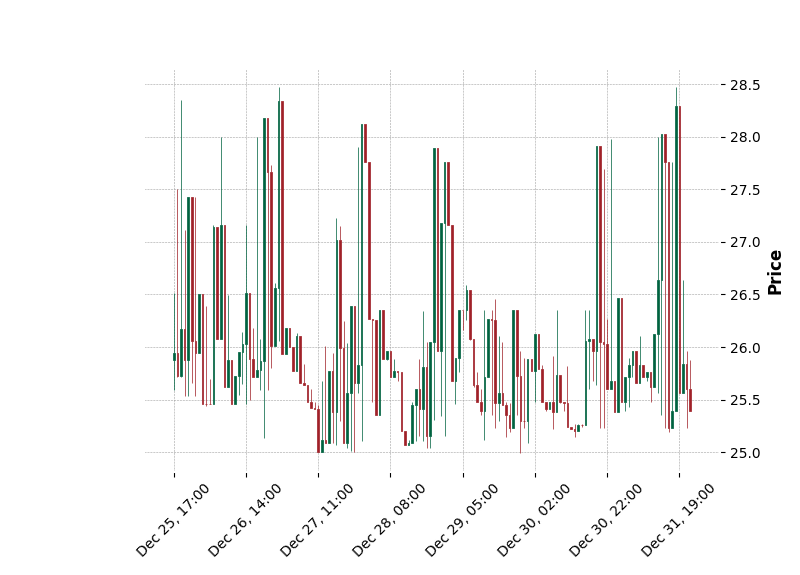 28.5
28.0
27.5
27.0
26.5
26.0
25.5
25.0
Price
Dec 25, 17:00
Dec 26, 14:00
Dec 27, 11:00
Dec 28, 08:00
Dec 29, 05:00
Dec 30, 02:00
Dec 30, 22:00
Dec 31, 19:00